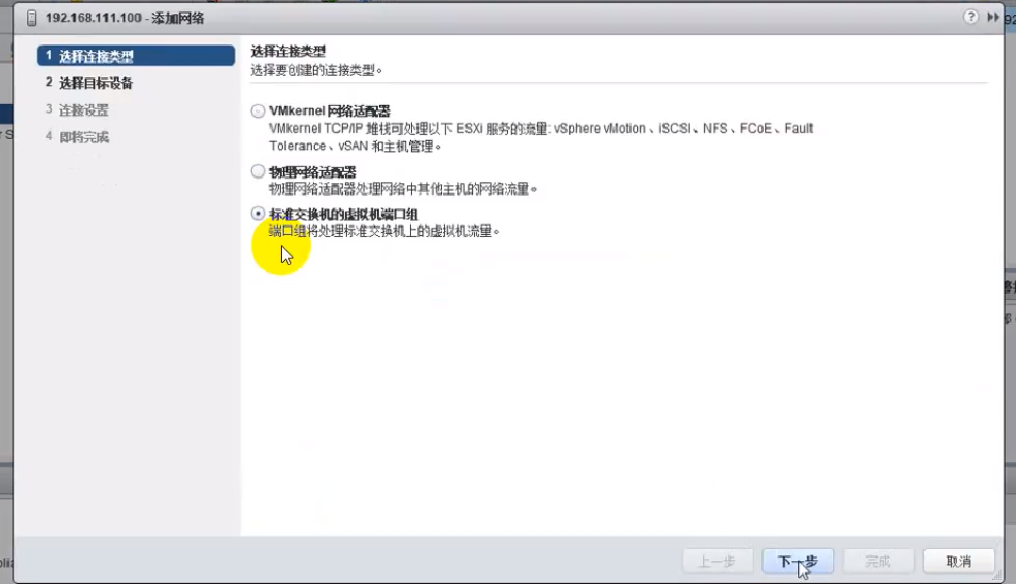 192.168.111.100 - 添加网络
1 选择连接类型
2 选择目标设备
3 连接设置
4 即将完成
选择连接类型
选择要创建的连接类型。
VMkernel 网络适配器
VMkernel TCP/IP 堆栈可处理以下 ESXi 服务的流量: vSphere vMotion、iSCSI、NFS、FCoE、Fault
Tolerance、vSAN 和主机管理。
物理网络适配器
物理网络适配器处理网络中其他主机的网络流量。
标准交换机的虚拟机端口组
端口组将处理标准交换机上的虚拟机流量。
上一步
下一步
完成
取消